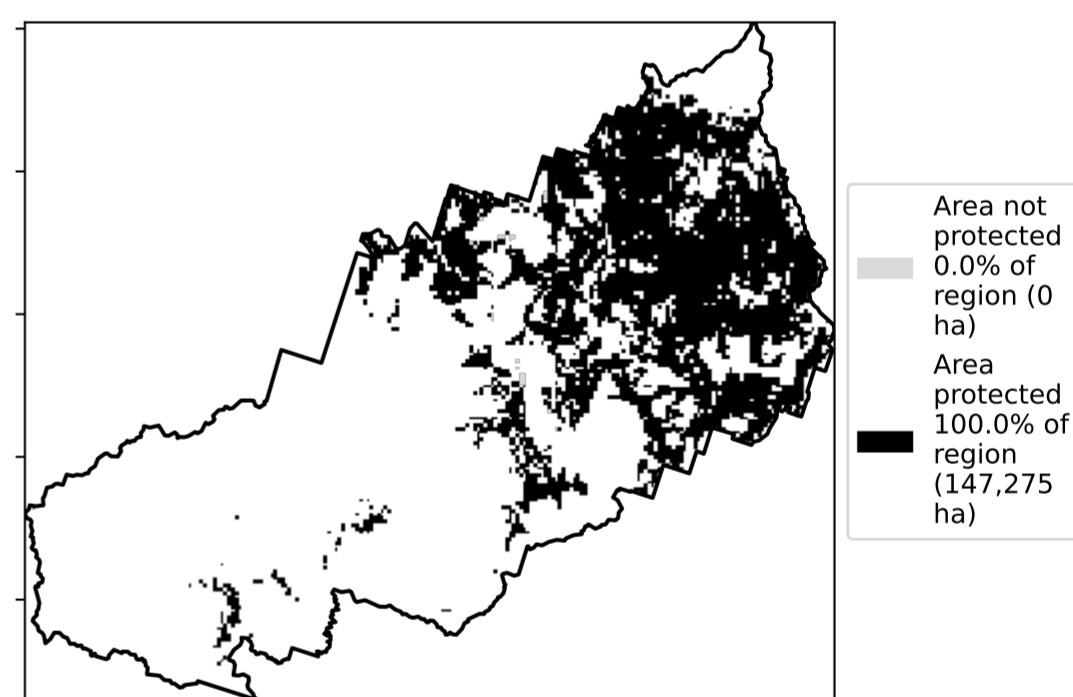 Area not
protected
0.0% of
region (0
ha)
Area
protected
100.0% of
region
(147,275
ha)